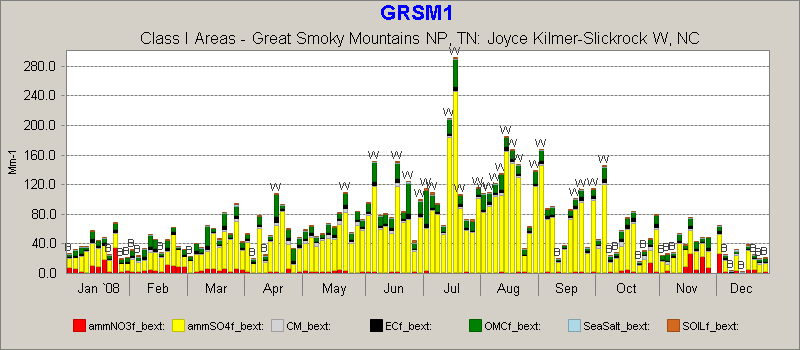 GRSM1
Class I Areas - Great Smoky Mountains NP, TN: Joyce Kilmer-Slickrock W, NC
280.0
240.0
200.0
160.0
120.0
80.0
40.0
0.0
Mm-1
Jan '08 Feb Mar Apr May Jun Jul Aug Sep Oct Nov Dec
ammNO3f_bext: ammSO4f_bext: CM_bext: ECf_bext: OMCf_bext: SeaSalt_bext: SOILf_bext: